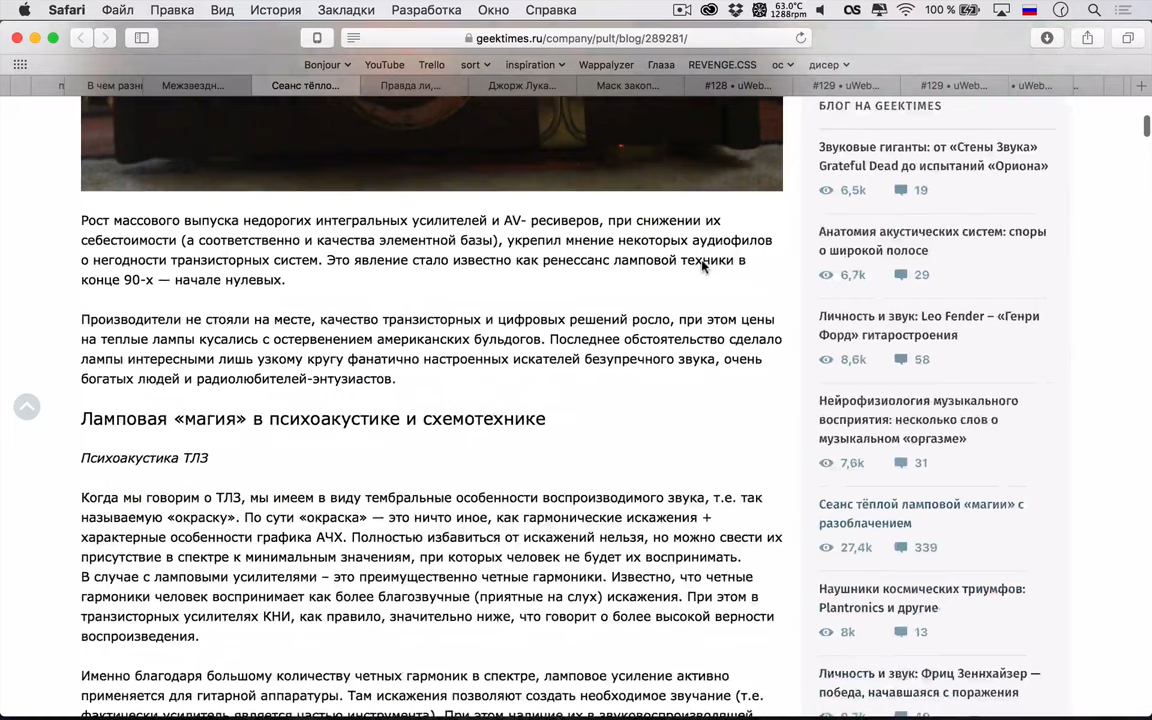 Safari Файл Правка Вид История Закладки Разработка Окно Справка 63.0°C 1288rpm 100 %
geektimes.ru/company/pult/blog/289281/
Bonjour YouTube Trello sort inspiration Wappalyzer Глаза REVENGE.CSS ос дисер
В чем разни Межзвездн... Сеанс тёпло... Правда ли,... Джорж Лука... Маск закоп... #128 • uWeb... #129 • uWeb... #129 • uWeb... • uWeb...
Рост массового выпуска недорогих интегральных усилителей и AV- ресиверов, при снижении их
себестоимости (а соответственно и качества элементной базы), укрепил мнение некоторых аудиофилов
о негодности транзисторных систем. Это явление стало известно как ренессанс ламповой техники в
конце 90-х — начале нулевых.
Производители не стояли на месте, качество транзисторных и цифровых решений росло, при этом цены
на теплые лампы кусались с остервенением американских бульдогов. Последнее обстоятельство сделало
лампы интересными лишь узкому кругу фанатично настроенных искателей безупречного звука, очень
богатых людей и радиолюбителей-энтузиастов.
Ламповая «магия» в психоакустике и схемотехнике
Психоакустика ТЛЗ
Когда мы говорим о ТЛЗ, мы имеем в виду тембральные особенности воспроизводимого звука, т.е. так
называемую «окраску». По сути «окраска» — это ничто иное, как гармонические искажения +
характерные особенности графика АЧХ. Полностью избавиться от искажений нельзя, но можно свести их
присутствие в спектре к минимальным значениям, при которых человек не будет их воспринимать.
В случае с ламповыми усилителями – это преимущественно четные гармоники. Известно, что четные
гармоники человек воспринимает как более благозвучные (приятные на слух) искажения. При этом в
транзисторных усилителях КНИ, как правило, значительно ниже, что говорит о более высокой верности
воспроизведения.
Именно благодаря большому количеству четных гармоник в спектре, ламповое усиление активно
применяется для гитарной аппаратуры. Там искажения позволяют создать необходимое звучание (т.е.
фактически усилитель является частью инструмента). При этом наличие их в звуковоспроизводящей
БЛОГ НА GEEKTIMES
Звуковые гиганты: от «Стены Звука»
Grateful Dead до испытаний «Ориона»
6,5k 19
Анатомия акустических систем: споры
о широкой полосе
6,7k 29
Личность и звук: Leo Fender – «Генри
Форд» гитаростроения
8,6k 58
Нейрофизиология музыкального
восприятия: несколько слов о
музыкальном «оргазме»
7,6k 31
Сеанс тёплой ламповой «магии» с
разоблачением
27,4k 339
Наушники космических триумфов:
Plantronics и другие
8k 13
Личность и звук: Фриц Зеннхайзер —
победа, начавшаяся с поражения